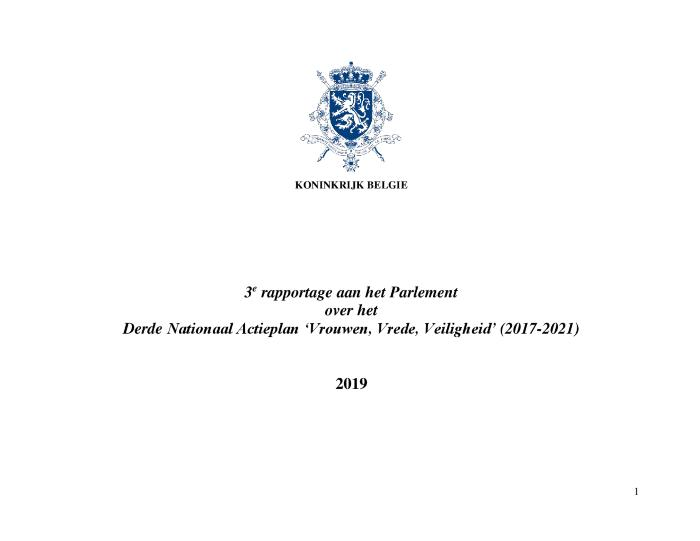 KONINKRIJK BELGIE
3e rapportage aan het Parlement
over het
Derde Nationaal Actieplan ‘Vrouwen, Vrede, Veiligheid’ (2017-2021)
2019
1